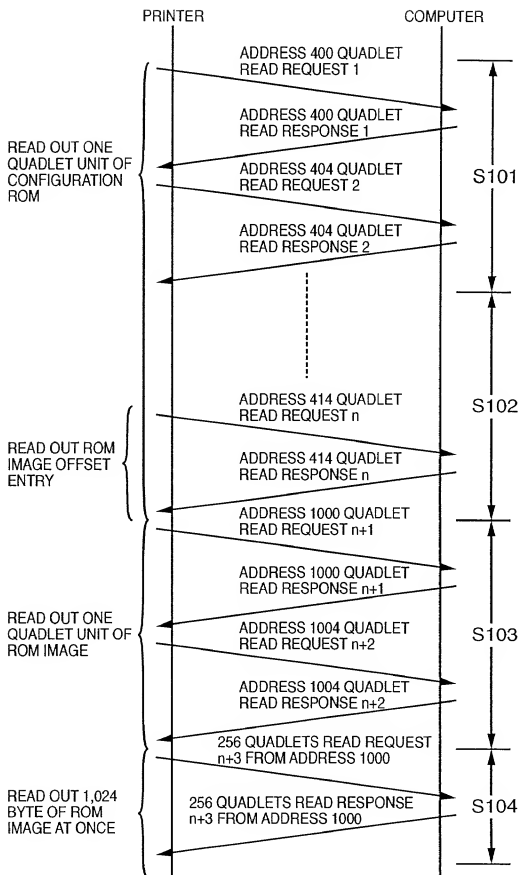 PRINTER
COMPUTER
ADDRESS 400 QUADLET
READ REQUEST 1
ADDRESS 400 QUADLET
READ RESPONSE 1
READ OUT ONE
QUADLET UNIT OF
CONFIGURATION
ROM
ADDRESS 404 QUADLET
READ REQUEST 2
S101
ADDRESS 404 QUADLET
READ RESPONSE 2
ADDRESS 414 QUADLET
READ REQUEST n
S102
READ OUT ROM
IMAGE OFFSET
ENTRY
ADDRESS 414 QUADLET
READ RESPONSE n
ADDRESS 1000 QUADLET
READ REQUEST n+1
ADDRESS 1000 QUADLET
READ RESPONSE n+1
READ OUT ONE
QUADLET UNIT OF
ROM IMAGE
ADDRESS 1004 QUADLET
READ REQUEST n+2
S103
ADDRESS 1004 QUADLET
READ RESPONSE n+2
256 QUADLETS READ REQUEST
n+3 FROM ADDRESS 1000
READ OUT 1,024
BYTE OF ROM
IMAGE AT ONCE
256 QUADLETS READ RESPONSE
n+3 FROM ADDRESS 1000
S104